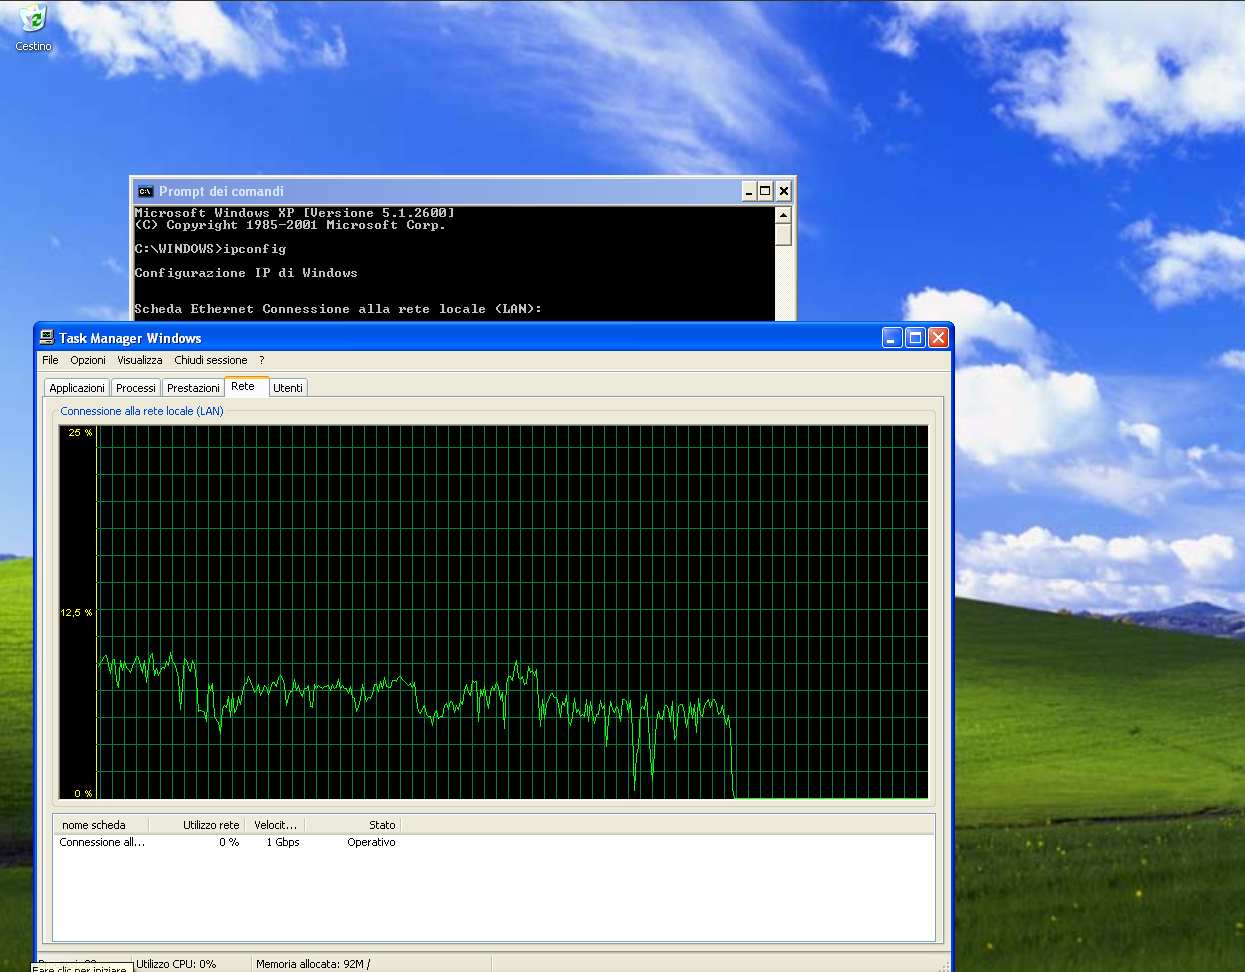 Cestino
Prompt dei comandi
Microsoft Windows XP [Versione 5.1.2600]
(C) Copyright 1985-2001 Microsoft Corp.
C:\WINDOWS>ipconfig
Configurazione IP di Windows
Scheda Ethernet Connessione alla rete locale (LAN):
Task Manager Windows
File Opzioni Visualizza Chiudi sessione ?
Applicazioni Processi Prestazioni Rete Utenti
Connessione alla rete locale (LAN)
25 %
12,5 %
0 %
nome scheda Utilizzo rete Velocit... Stato
Connessione all... 0 % 1 Gbps Operativo
Utilizzo CPU: 0% Memoria allocata: 92M /
Fare clic per iniziare